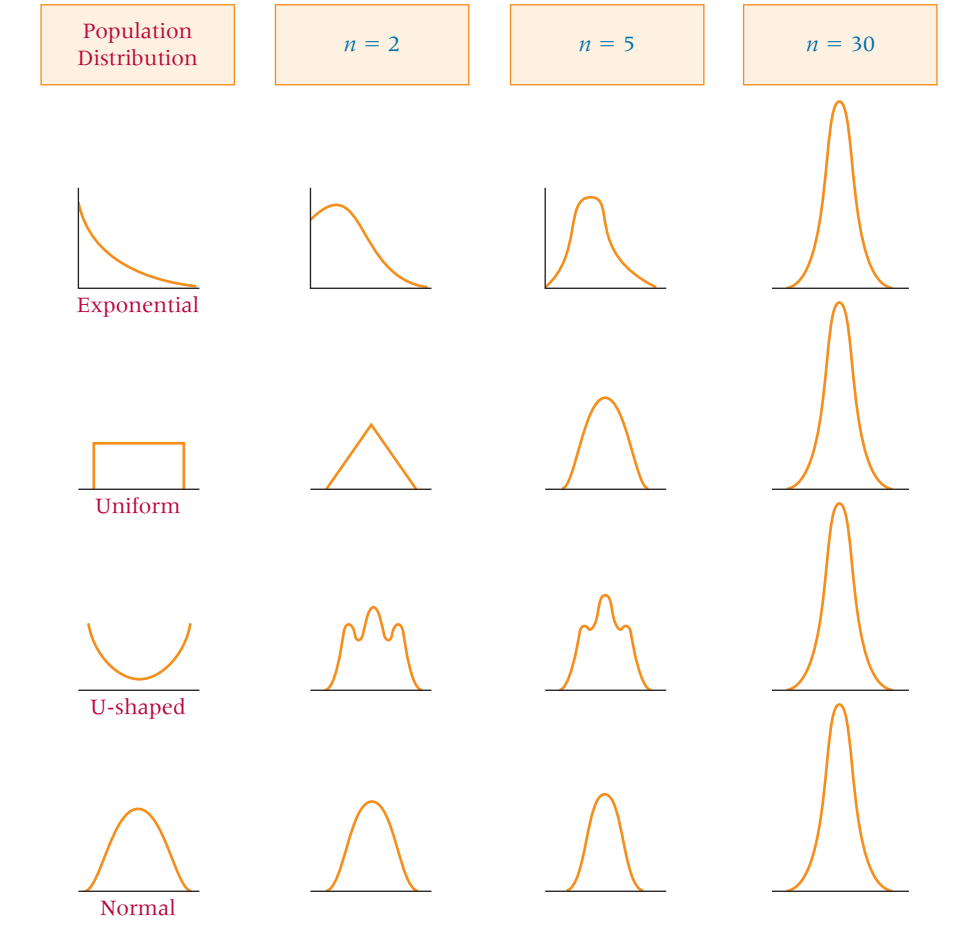 Population
Distribution
n = 2
n = 5
n = 30
Exponential
Uniform
U-shaped
Normal